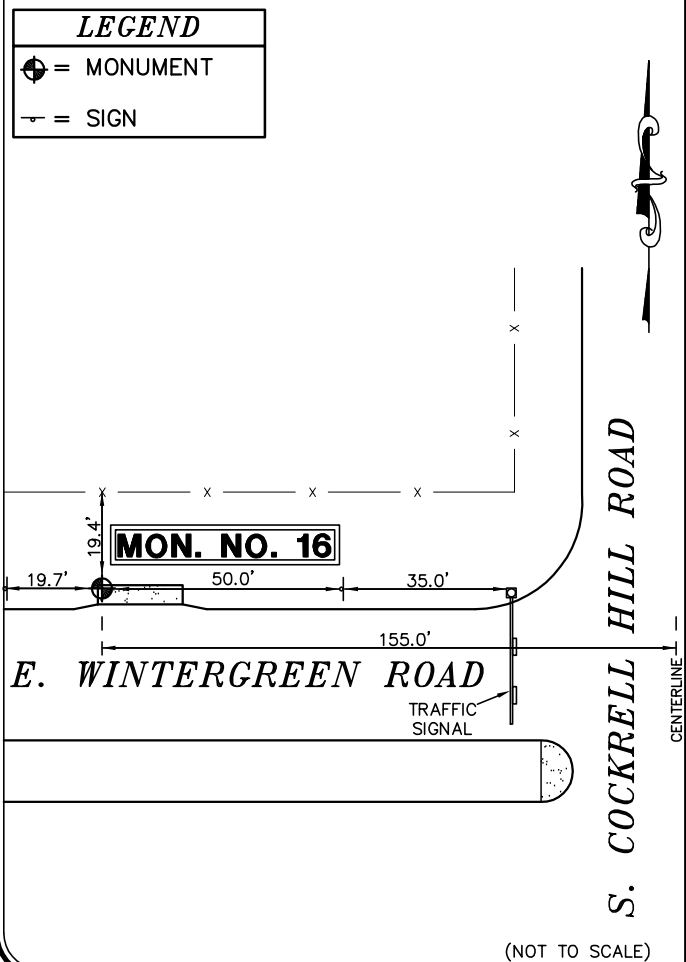 LEGEND
= MONUMENT
= SIGN
X
X
X X X X
19.4'
MON. NO. 16
19.7'
50.0'
35.0'
155.0'
E. WINTERGREEN ROAD
TRAFFIC
SIGNAL
S. COCKRELL HILL ROAD
CENTERLINE
(NOT TO SCALE)